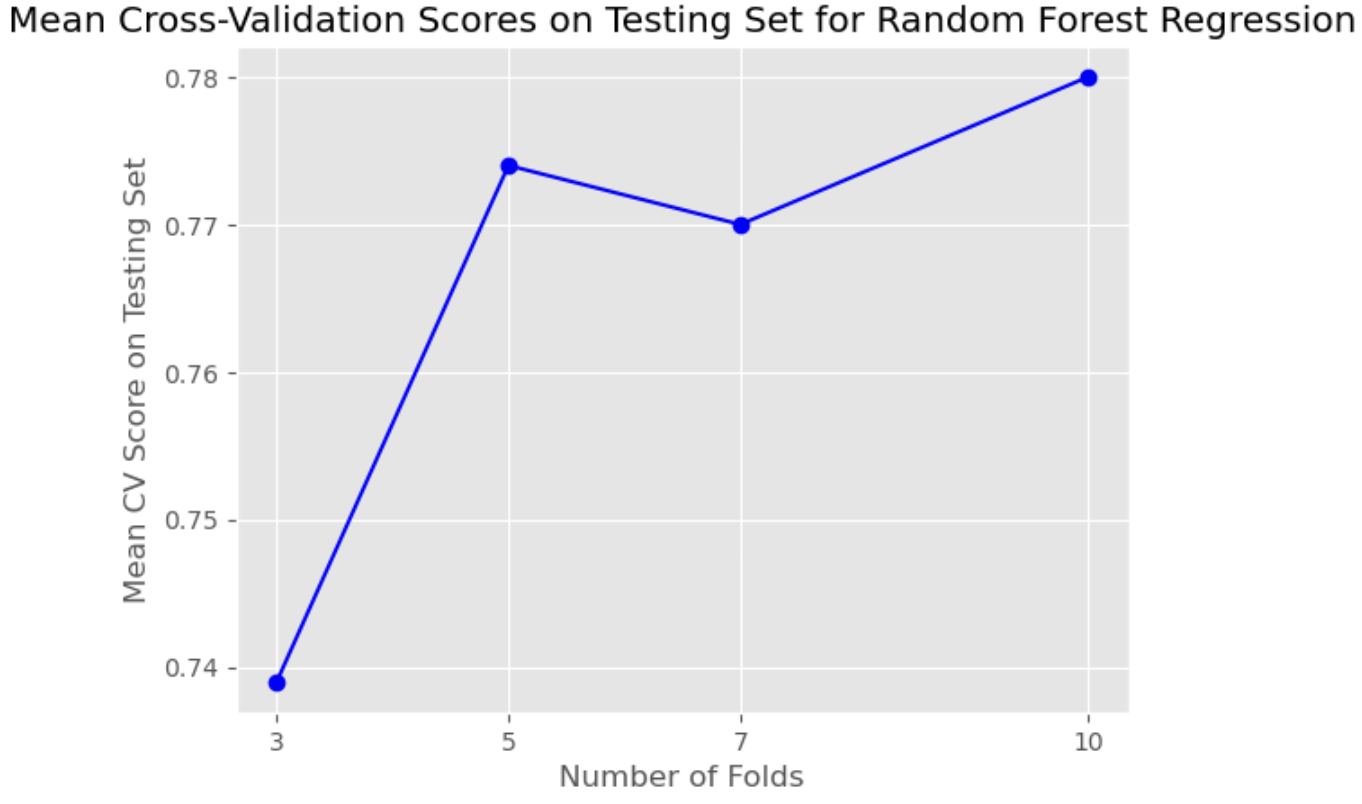 Mean Cross-Validation Scores on Testing Set for Random Forest Regression
Mean CV Score on Testing Set
0.78
0.77
0.76
0.75
0.74
3 5 7 10
Number of Folds